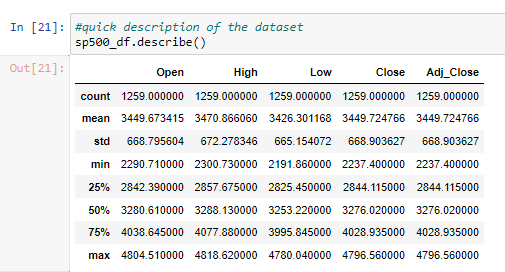 In [21]: #quick description of the dataset
sp500_df.describe()
Out[21]:
Open High Low Close Adj_Close
count 1259.000000 1259.000000 1259.000000 1259.000000 1259.000000
mean 3449.673415 3470.866060 3426.301168 3449.724766 3449.724766
std 668.795604 672.278346 665.154072 668.903627 668.903627
min 2290.710000 2300.730000 2191.860000 2237.400000 2237.400000
25% 2842.390000 2857.675000 2825.450000 2844.115000 2844.115000
50% 3280.610000 3288.130000 3253.220000 3276.020000 3276.020000
75% 4038.645000 4077.880000 3995.845000 4028.935000 4028.935000
max 4804.510000 4818.620000 4780.040000 4796.560000 4796.560000